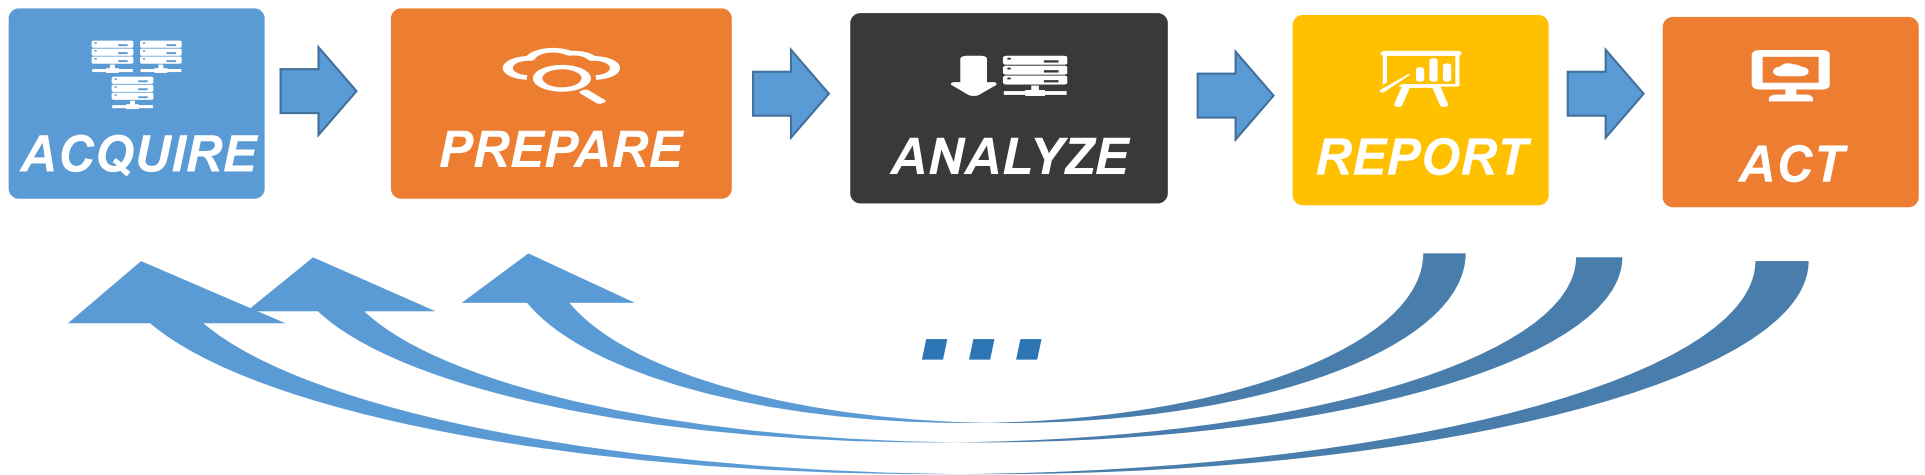 ACQUIRE
PREPARE
ANALYZE
REPORT
ACT
...